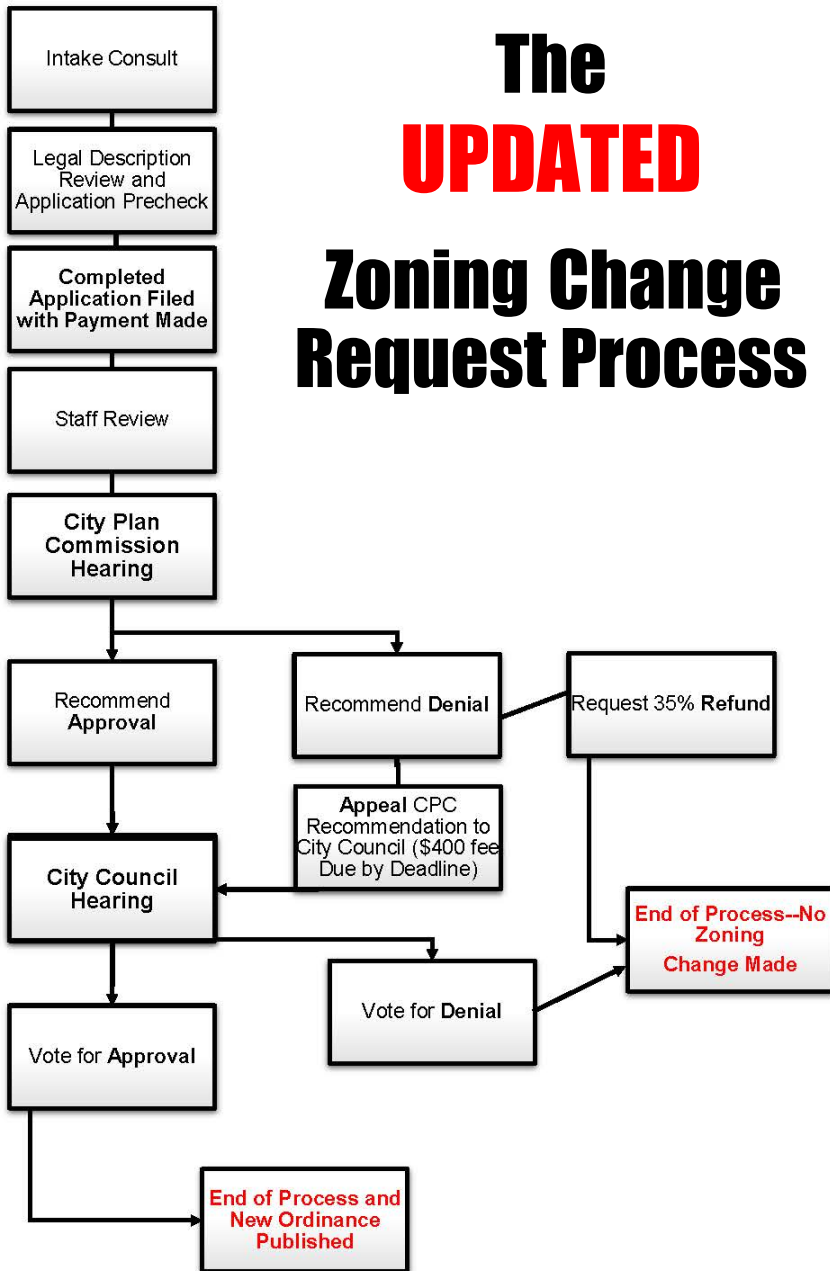 The
UPDATED
Zoning Change
Request Process
Intake Consult
Legal Description
Review and
Application Precheck
Completed
Application Filed
with Payment Made
Staff Review
City Plan
Commission
Hearing
Recommend
Approval
Recommend Denial
Request 35% Refund
Appeal CPC
Recommendation to
City Council ($400 fee
Due by Deadline)
City Council
Hearing
End of Process--No
Zoning
Change Made
Vote for Denial
Vote for Approval
End of Process and
New Ordinance
Published